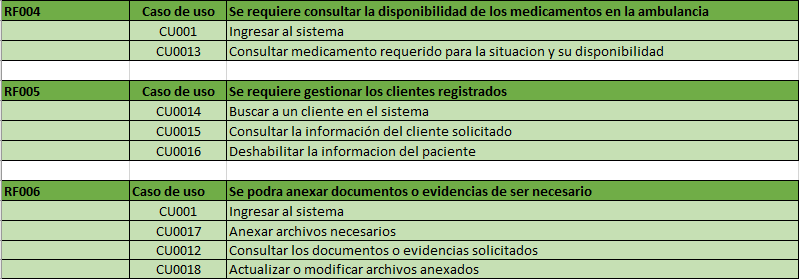 RF004 Caso de uso Se requiere consultar la disponibilidad de los medicamentos en la ambulancia
CU001 Ingresar al sistema
CU0013 Consultar medicamento requerido para la situacion y su disponibilidad
RF005 Caso de uso Se requiere gestionar los clientes registrados
CU0014 Buscar a un cliente en el sistema
CU0015 Consultar la información del cliente solicitado
CU0016 Deshabilitar la informacion del paciente
RF006 Caso de uso Se podra anexar documentos o evidencias de ser necesario
CU001 Ingresar al sistema
CU0017 Anexar archivos necesarios
CU0012 Consultar los documentos o evidencias solicitados
CU0018 Actualizar o modificar archivos anexados